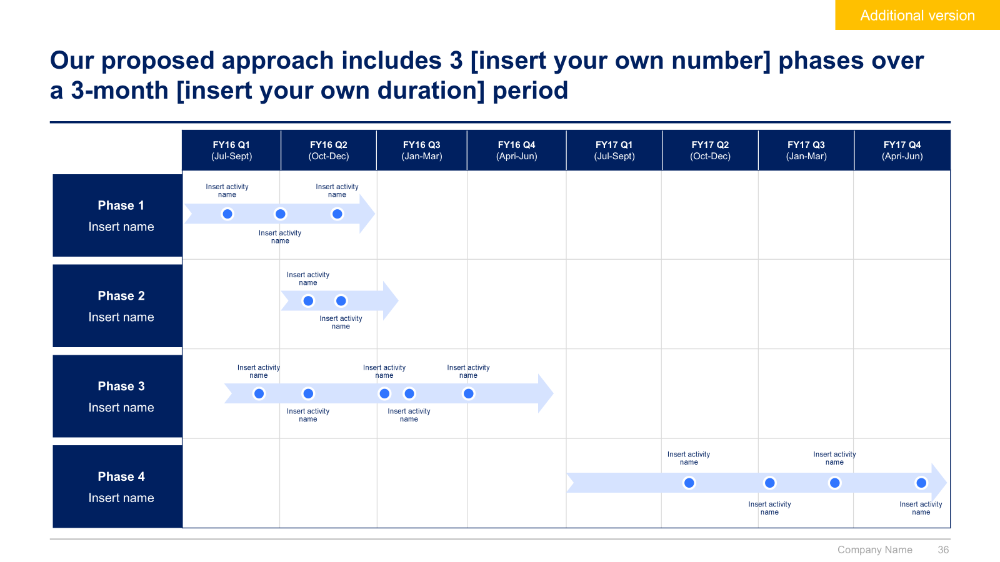 Additional version
Our proposed approach includes 3 [insert your own number] phases over
a 3-month [insert your own duration] period
FY16 Q1
(Jul-Sept)
FY16 Q2
(Oct-Dec)
FY16 Q3
(Jan-Mar)
FY16 Q4
(Apri-Jun)
FY17 Q1
(Jul-Sept)
FY17 Q2
(Oct-Dec)
FY17 Q3
(Jan-Mar)
FY17 Q4
(Apri-Jun)
Phase 1
Insert name
Insert activity
name
Insert activity
name
Insert activity
name
Phase 2
Insert name
Insert activity
name
Insert activity
name
Phase 3
Insert name
Insert activity
name
Insert activity
name
Insert activity
name
Insert activity
name
Insert activity
name
Phase 4
Insert name
Insert activity
name
Insert activity
name
Insert activity
name
Insert activity
name
Company Name
36